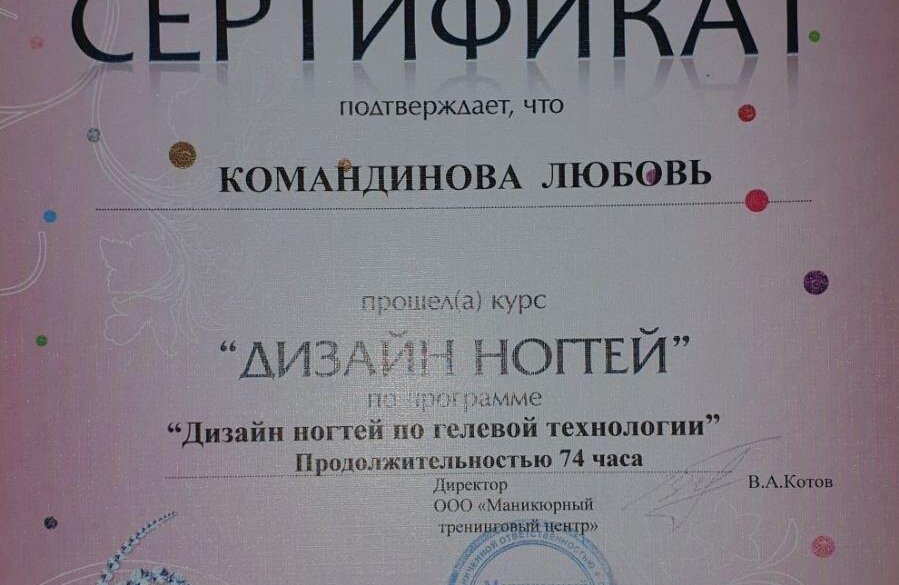 СЕРТИФИКАТ
подтверждает, что
КОМАНДИНОВА ЛЮБОВЬ
прошел(а) курс
“ДИЗАЙН НОГТЕЙ”
по программе
“Дизайн ногтей по гелевой технологии”
Продолжительностью 74 часа
Директор
В.А.Котов
ООО «Маникюрный
тренинговый центр»
ответственностью